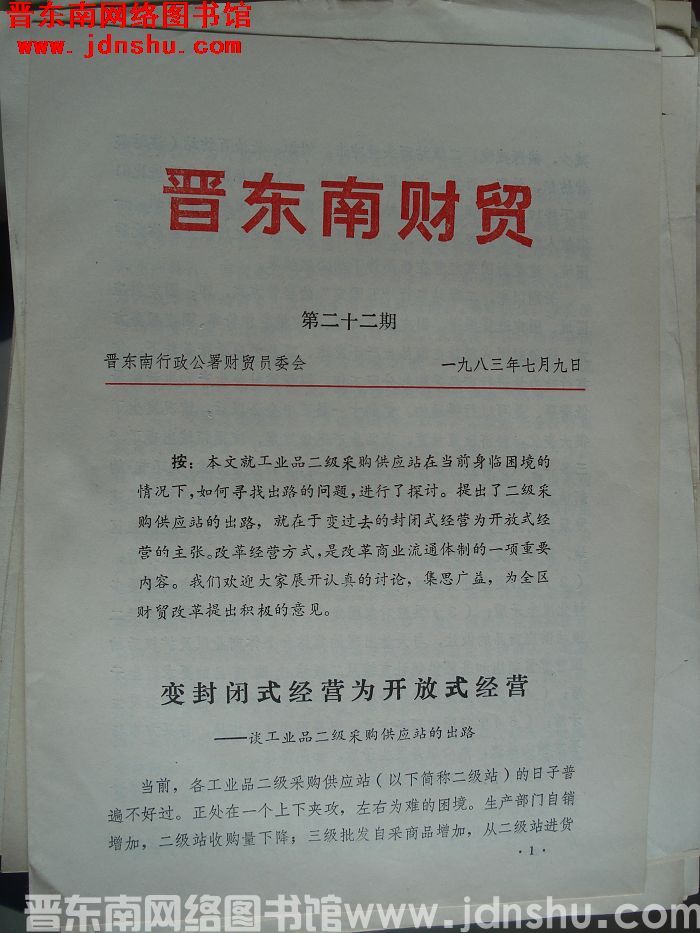 晋东南网络图书馆
www.jdnshu.com
晋东南财贸
第二十二期
晋东南行政公署财贸员委会 一九八三年七月九日
按：本文就工业品二级采购供应站在当前身临困境的
情况下，如何寻找出路的问题，进行了探讨。提出了二级采
购供应站的出路，就在于变过去的封闭式经营为开放式经
营的主张。改革经营方式，是改革商业流通体制的一项重要
内容。我们欢迎大家展开认真的讨论，集思广益，为全区
财贸改革提出积极的意见。
变封闭式经营为开放式经营
——谈工业品二级采购供应站的出路
当前，各工业品二级采购供应站（以下简称二级站）的日子普
遍不好过。正处在一个上下夹攻，左右为难的困境。生产部门自销
增加，二级站收购量下降；三级批发自采商品增加，从二级站进货
·1·
晋东南网络图书馆www.jdnshu.com